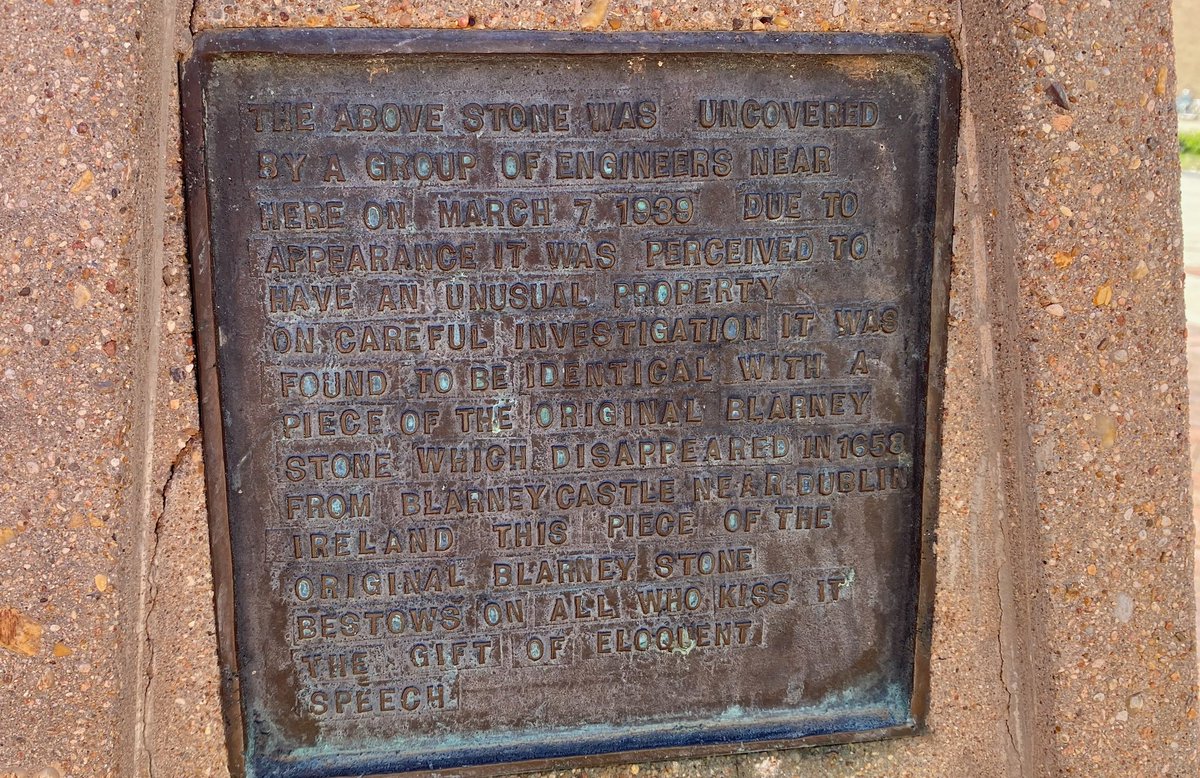 THE ABOVE STONE WAS UNCOVERED
BY A GROUP OF ENGINEERS NEAR
HERE ON MARCH 7 1939 DUE TO
APPEARANCE IT WAS PERCEIVED TO
HAVE AN UNUSUAL PROPERTY
ON CAREFUL INVESTIGATION IT WAS
FOUND TO BE IDENTICAL WITH A
PIECE OF THE ORIGINAL BLARNEY
STONE WHICH DISAPPEARED IN 1658
FROM BLARNEY CASTLE NEAR DUBLIN
IRELAND THIS PIECE OF THE
ORIGINAL BLARNEY STONE
BESTOWS ON ALL WHO KISS IT
THE GIFT OF ELOQUENT
SPEECH